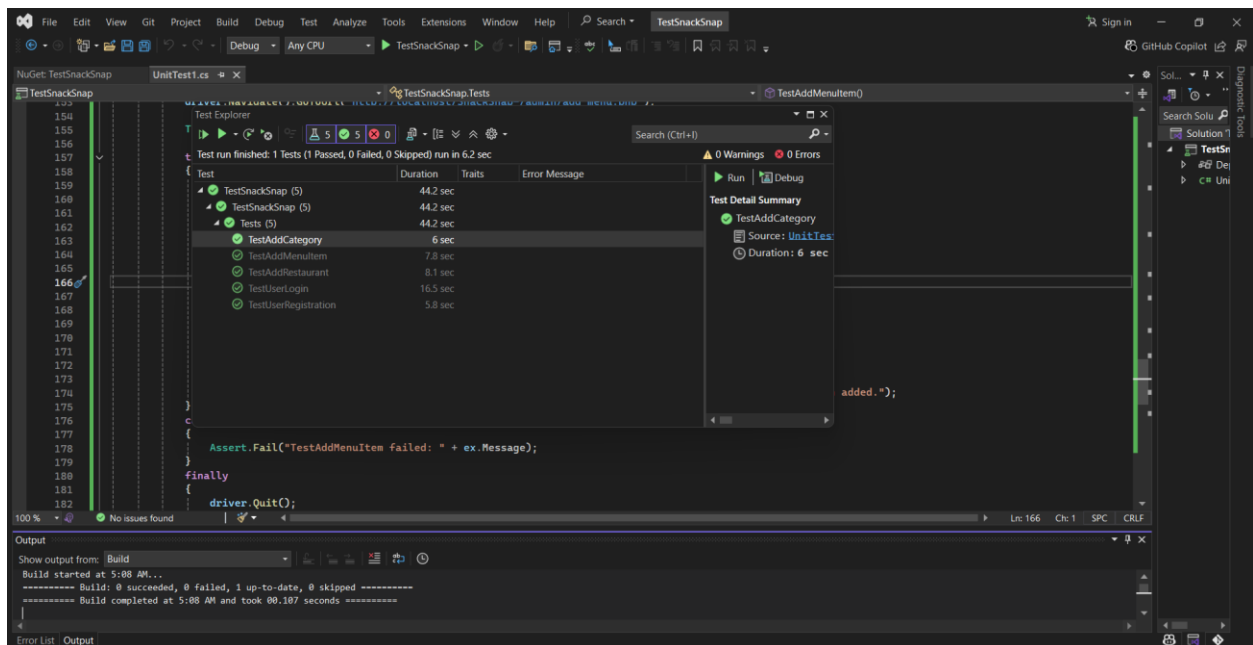 File Edit View Git Project Build Debug Test Analyze Tools Extensions Window Help Search TestSnackSnap Sign in
Debug Any CPU TestSnackSnap GitHub Copilot
NuGet: TestSnackSnap UnitTest1.cs
TestSnackSnap TestSnackSnap.Tests TestAddMenuItem()
Sol...
Diagnostic Tools
Search Solu
Solution
TestSn
De
C# Uni
153
154
155 T
156
157 t
158 {
159
160
161
162
163
164
165
166
167
168
169
170
171
172
173
174 added.");
175 }
176 c
177 {
178 Assert.Fail("TestAddMenuItem failed: " + ex.Message);
179 }
180 finally
181 {
182 driver.Quit();
Test Explorer
5 5 0 Search (Ctrl+I)
Test run finished: 1 Tests (1 Passed, 0 Failed, 0 Skipped) run in 6.2 sec 0 Warnings 0 Errors
Test Duration Traits Error Message
TestSnackSnap (5) 44.2 sec
TestSnackSnap (5) 44.2 sec
Tests (5) 44.2 sec
TestAddCategory 6 sec
TestAddMenuItem 7.8 sec
TestAddRestaurant 8.1 sec
TestUserLogin 16.5 sec
TestUserRegistration 5.8 sec
Run Debug
Test Detail Summary
TestAddCategory
Source: UnitTes
Duration: 6 sec
100 % No issues found Ln: 166 Ch: 1 SPC CRLF
Output
Show output from: Build
Build started at 5:08 AM...
---------- Build: 0 succeeded, 0 failed, 1 up-to-date, 0 skipped ----------
========== Build completed at 5:08 AM and took 00.107 seconds ==========
Error List Output